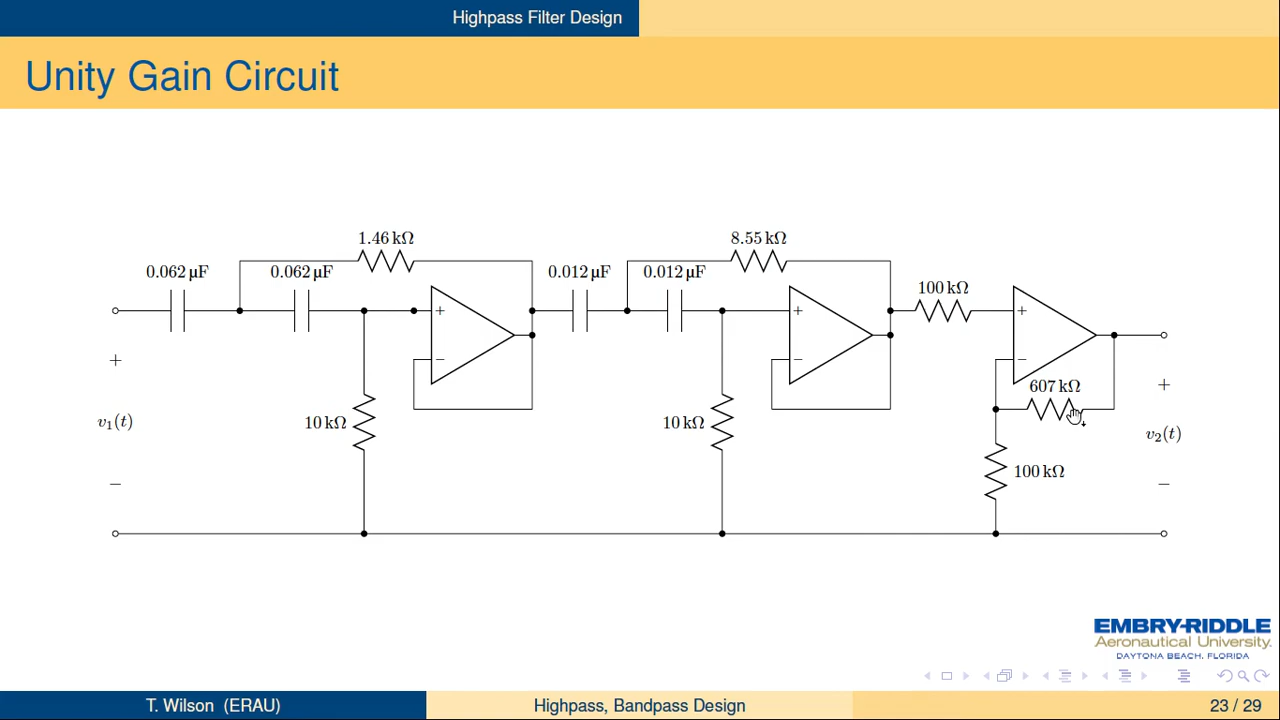 Highpass Filter Design
Unity Gain Circuit
1.46 kΩ
8.55 kΩ
0.062 µF
0.062 µF
0.012 µF
0.012 µF
100 kΩ
+
+
+
+
−
−
−
607 kΩ
+
v₁(t)
10 kΩ
10 kΩ
v₂(t)
100 kΩ
−
−
EMBRY-RIDDLE
Aeronautical University.
DAYTONA BEACH, FLORIDA
T. Wilson (ERAU)
Highpass, Bandpass Design
23 / 29